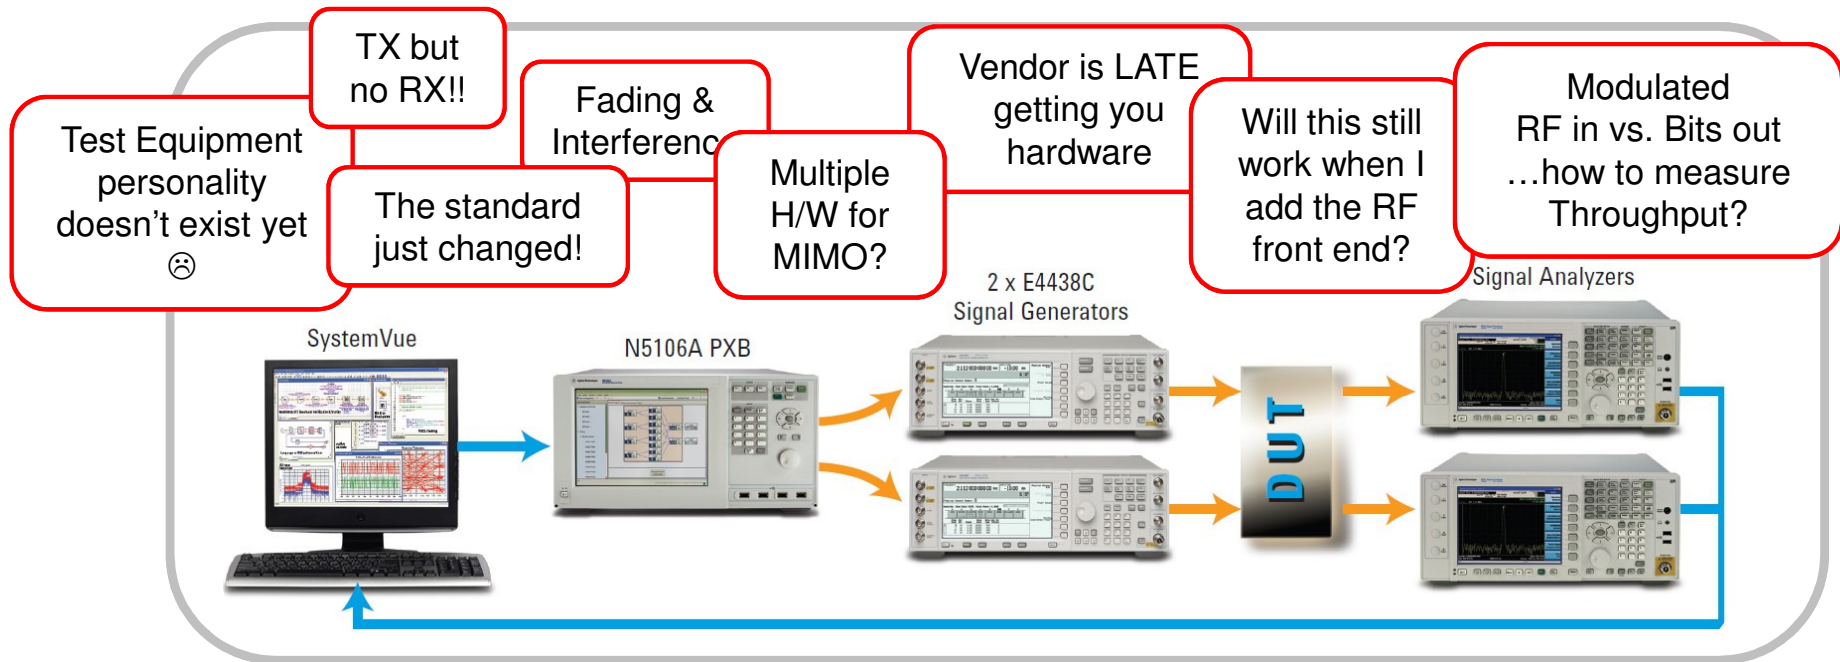 TX but
no RX!!
Test Equipment
personality
doesn’t exist yet
☹
Fading &
Interferenc
The standard
just changed!
Multiple
H/W for
MIMO?
Vendor is LATE
getting you
hardware
Will this still
work when I
add the RF
front end?
Modulated
RF in vs. Bits out
…how to measure
Throughput?
SystemVue
N5106A PXB
2 x E4438C
Signal Generators
DUT
Signal Analyzers